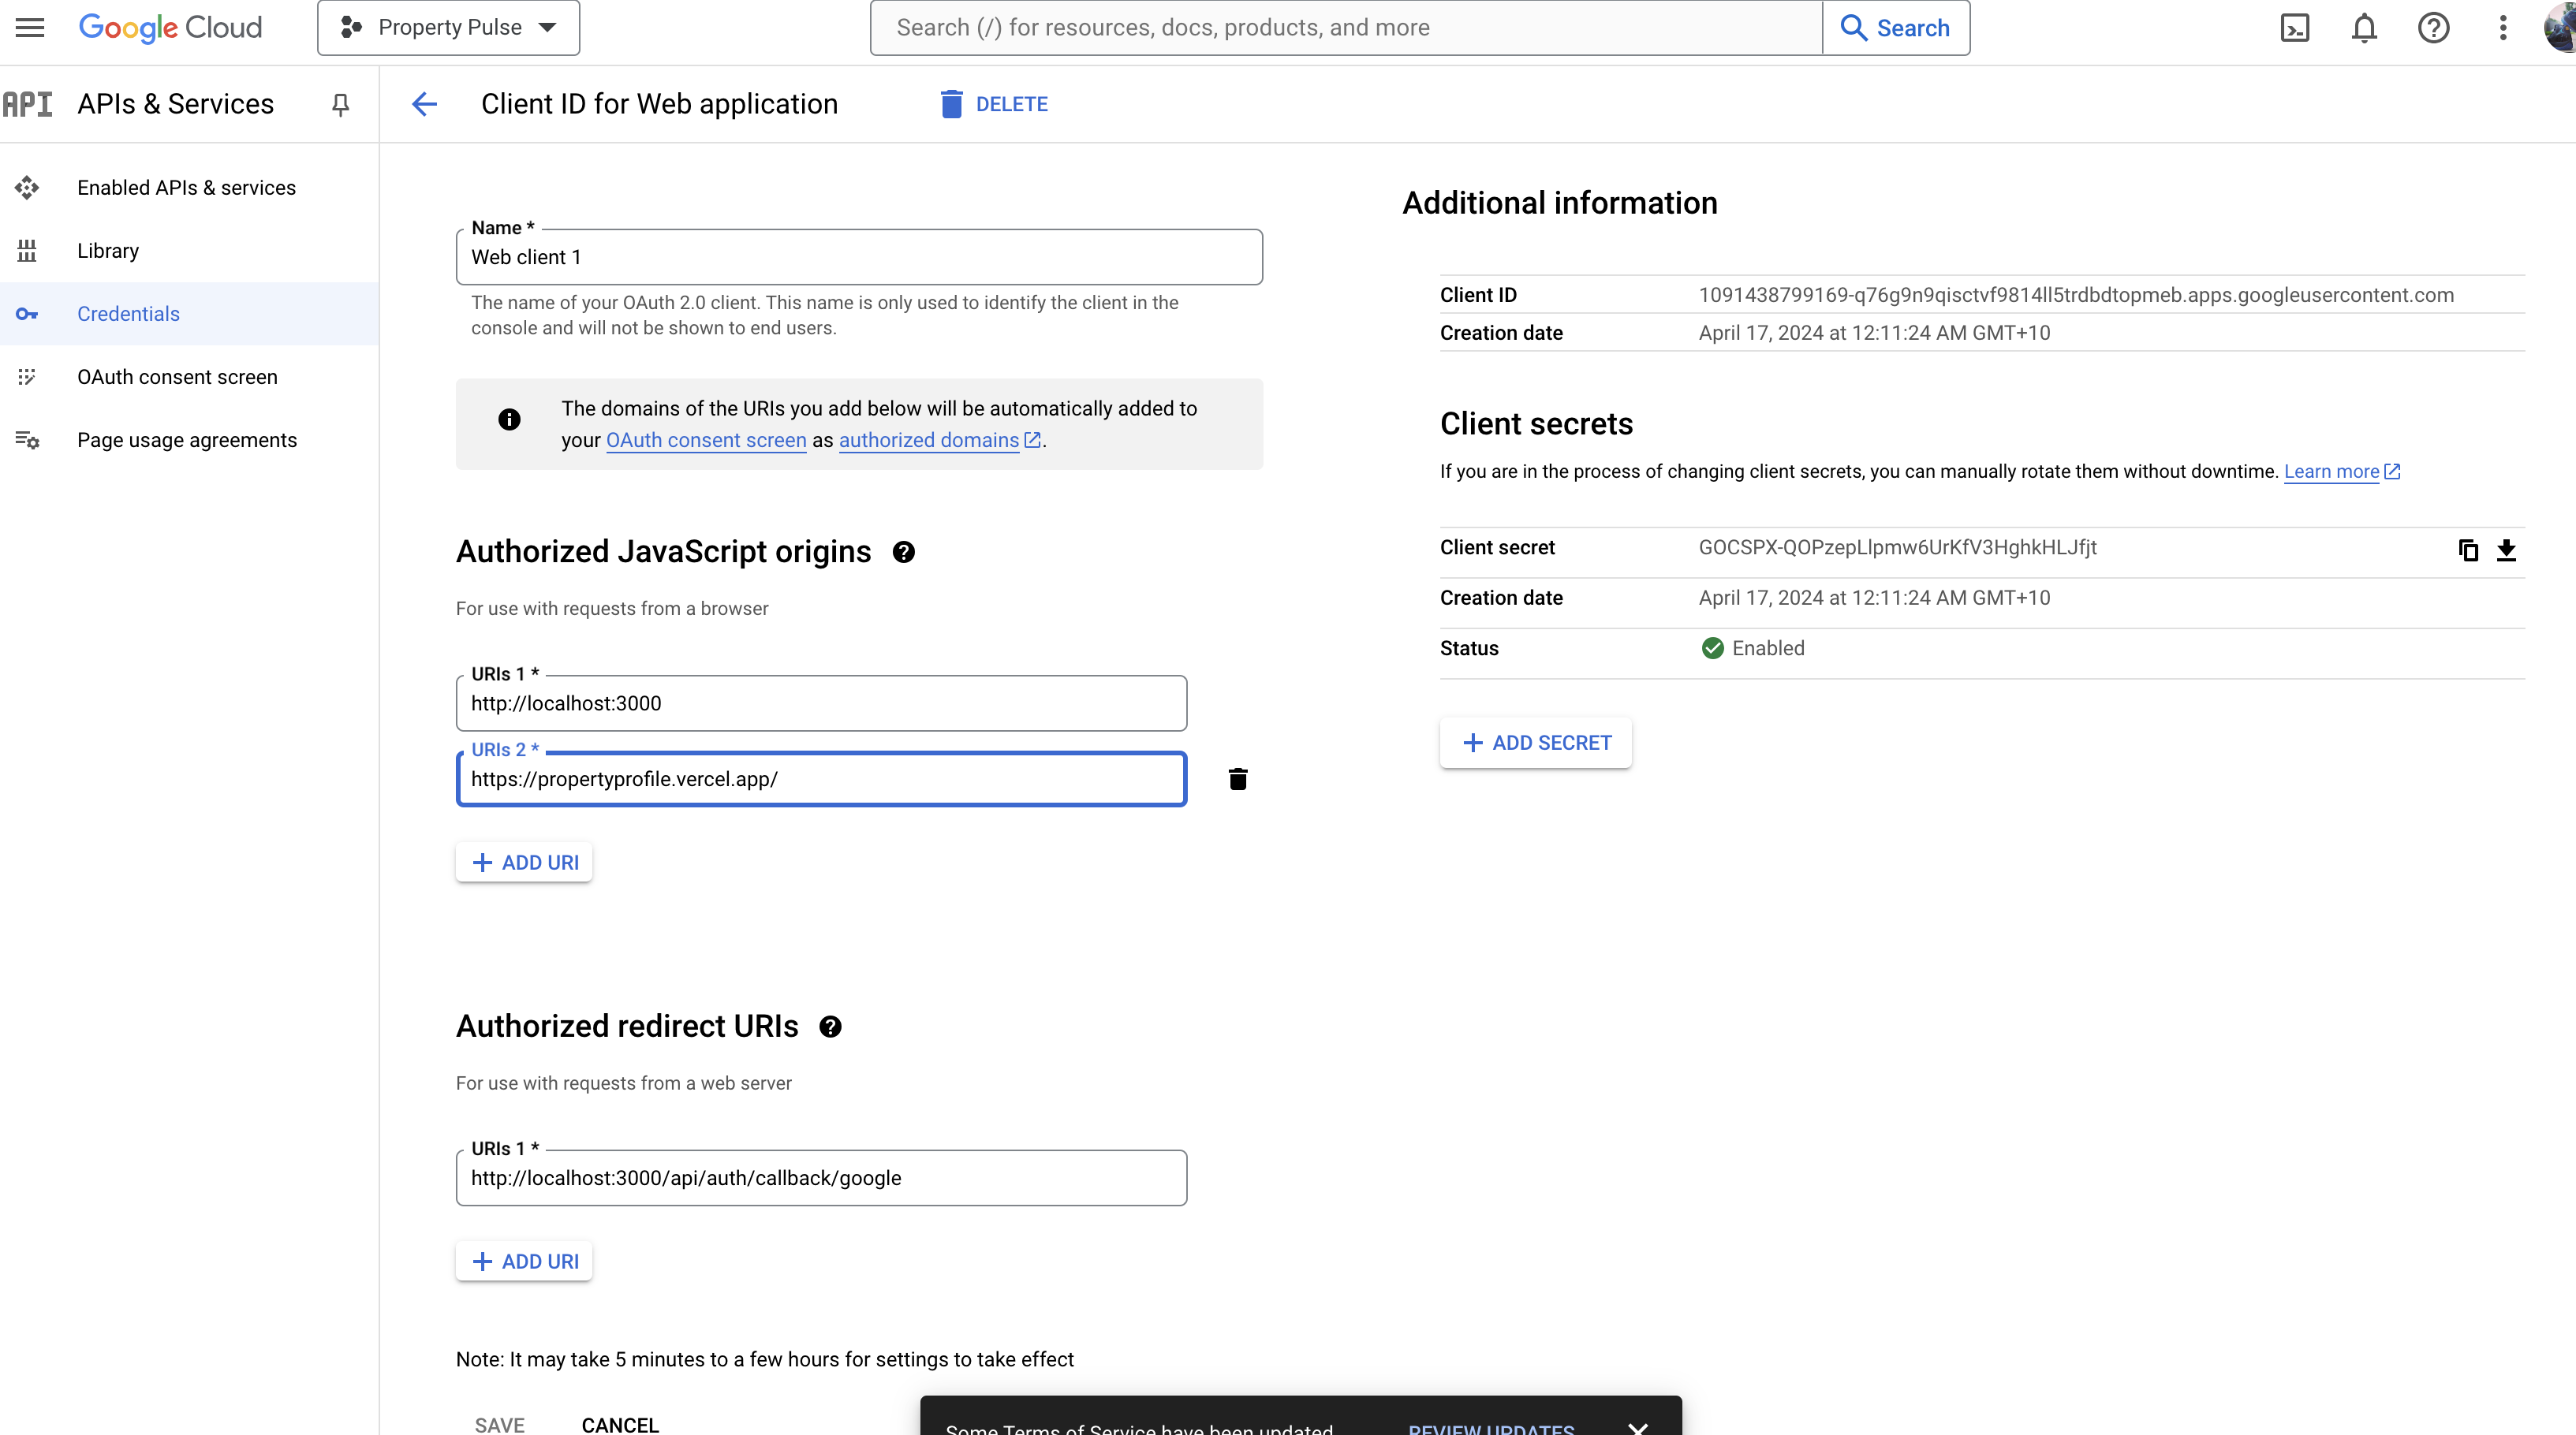 Google Cloud
Property Pulse
Search (/) for resources, docs, products, and more
Search
API
APIs & Services
Client ID for Web application
DELETE
Enabled APIs & services
Library
Credentials
OAuth consent screen
Page usage agreements
Name *
Web client 1
The name of your OAuth 2.0 client. This name is only used to identify the client in the
console and will not be shown to end users.
The domains of the URIs you add below will be automatically added to
your OAuth consent screen as authorized domains.
Authorized JavaScript origins
For use with requests from a browser
URIs 1 *
http://localhost:3000
URIs 2 *
https://propertyprofile.vercel.app/
+ ADD URI
Authorized redirect URIs
For use with requests from a web server
URIs 1 *
http://localhost:3000/api/auth/callback/google
+ ADD URI
Note: It may take 5 minutes to a few hours for settings to take effect
SAVE
CANCEL
Additional information
Client ID
1091438799169-q76g9n9qisctvf9814ll5trdbdtopmeb.apps.googleusercontent.com
Creation date
April 17, 2024 at 12:11:24 AM GMT+10
Client secrets
If you are in the process of changing client secrets, you can manually rotate them without downtime. Learn more
Client secret
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
Creation date
April 17, 2024 at 12:11:24 AM GMT+10
Status
Enabled
+ ADD SECRET
Some Terms of Service have been updated
REVIEW UPDATES